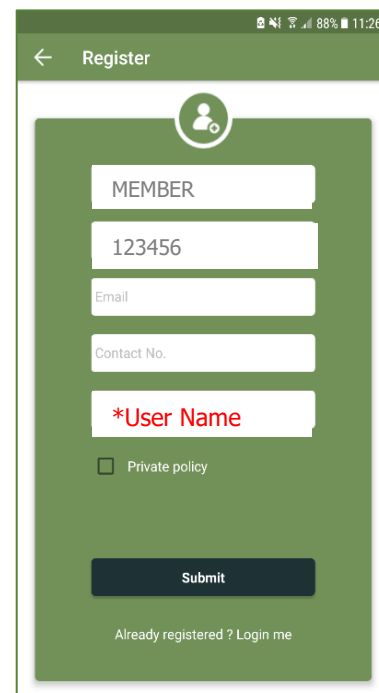 88% 11:26
Register
MEMBER
123456
Email
Contact No.
*User Name
Private policy
Submit
Already registered ? Login me